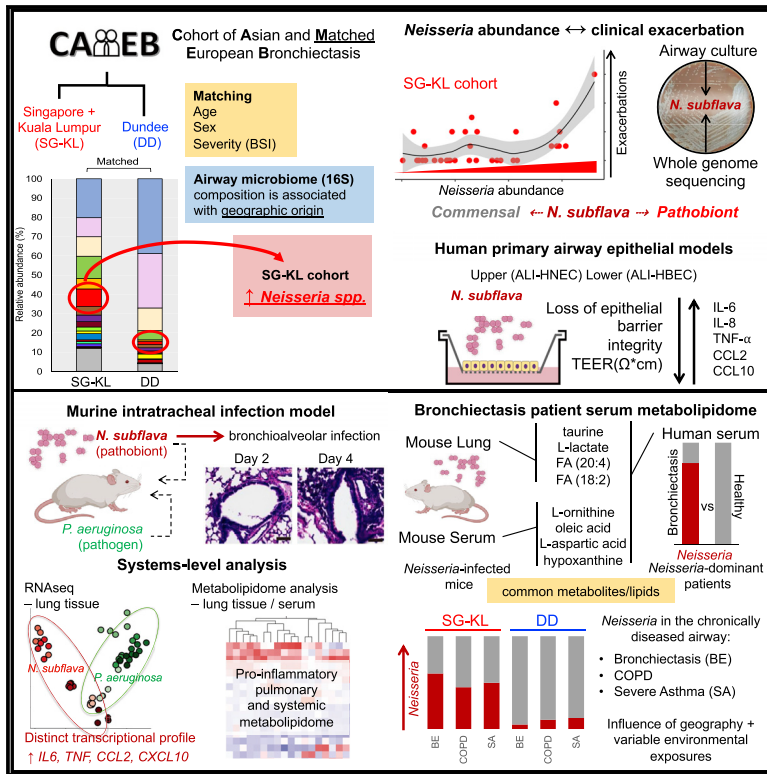 CAMEB
Cohort of Asian and Matched
European Bronchiectasis
Singapore +
Kuala Lumpur
(SG-KL)
Dundee
(DD)
Matching
Age
Sex
Severity (BSI)
Matched
Airway microbiome (16S)
composition is associated
with geographic origin
SG-KL cohort
↑ Neisseria spp.
Relative abundance (%)
100
90
80
70
60
50
40
30
20
10
0
SG-KL
DD
Neisseria abundance ↔ clinical exacerbation
SG-KL cohort
Exacerbations
Neisseria abundance
Airway culture
N. subflava
Whole genome
sequencing
Commensal ⇠ N. subflava ⇢ Pathobiont
Human primary airway epithelial models
Upper (ALI-HNEC) Lower (ALI-HBEC)
N. subflava
Loss of epithelial
barrier
integrity
TEER(Ω*cm)
IL-6
IL-8
TNF-α
CCL2
CCL10
Murine intratracheal infection model
N. subflava
(pathobiont)
bronchioalveolar infection
Day 2
Day 4
P. aeruginosa
(pathogen)
Systems-level analysis
RNAseq
– lung tissue
N. subflava
P. aeruginosa
Distinct transcriptional profile
↑ IL6, TNF, CCL2, CXCL10
Metabolipidome analysis
– lung tissue / serum
Pro-inflammatory
pulmonary
and systemic
metabolipidome
Bronchiectasis patient serum metabolipidome
Mouse Lung
taurine
L-lactate
FA (20:4)
FA (18:2)
Human serum
Bronchiectasis
vs
Healthy
Mouse Serum
L-ornithine
oleic acid
L-aspartic acid
hypoxanthine
Neisseria-infected
mice
Neisseria
Neisseria-dominant
patients
common metabolites/lipids
SG-KL
DD
Neisseria
BE
COPD
SA
BE
COPD
SA
Neisseria in the chronically
diseased airway:
• Bronchiectasis (BE)
• COPD
• Severe Asthma (SA)
Influence of geography +
variable environmental
exposures